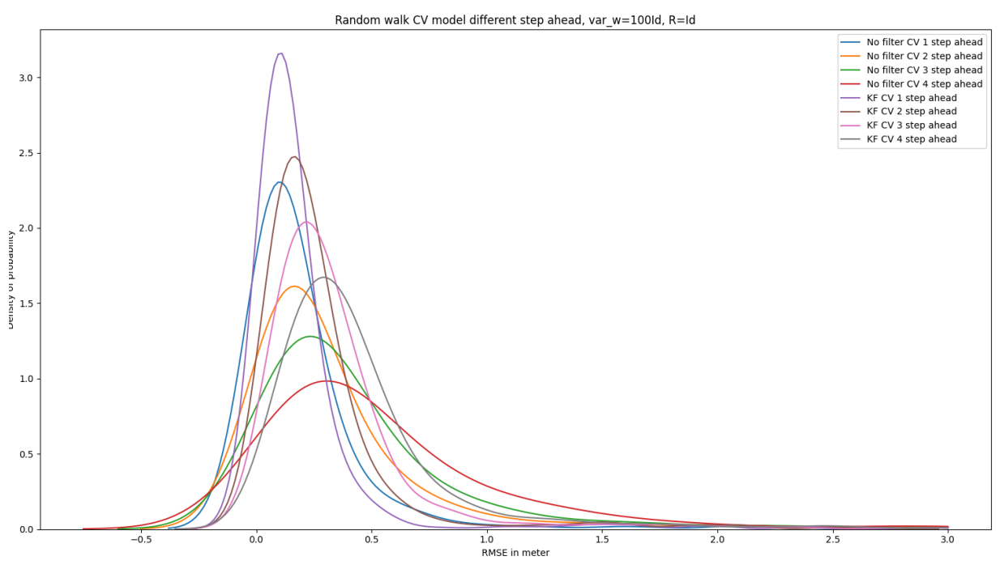 Random walk CV model different step ahead, var_w=100Id, R=Id
No filter CV 1 step ahead
No filter CV 2 step ahead
No filter CV 3 step ahead
No filter CV 4 step ahead
KF CV 1 step ahead
KF CV 2 step ahead
KF CV 3 step ahead
KF CV 4 step ahead
Density of probability
3.0
2.5
2.0
1.5
1.0
0.5
0.0
−0.5 0.0 0.5 1.0 1.5 2.0 2.5 3.0
RMSE in meter